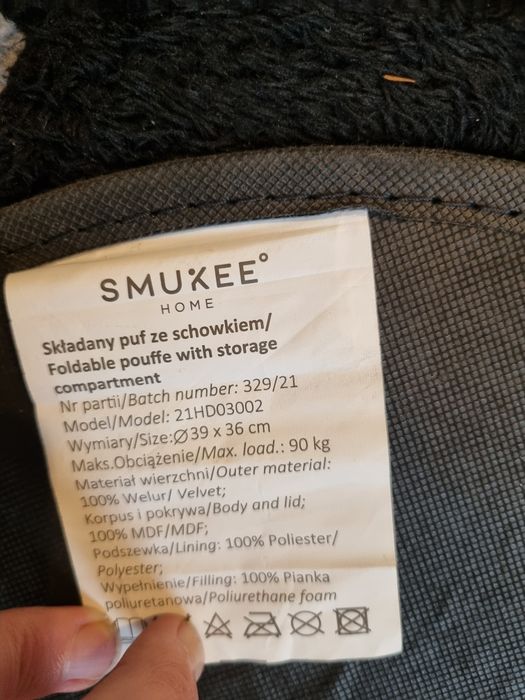 SMUKEE°
HOME
Składany puf ze schowkiem/
Foldable pouffe with storage
compartment
Nr partii/Batch number: 329/21
Model/Model: 21HD03002
Wymiary/Size:Ø39 x 36 cm
Maks.Obciążenie/Max. load.: 90 kg
Materiał wierzchni/Outer material:
100% Welur/ Velvet;
Korpus i pokrywa/Body and lid;
100% MDF/MDF;
Podszewka/Lining: 100% Poliester/
Polyester;
Wypełnienie/Filling: 100% Pianka
poliuretanowa/Poliurethane foam